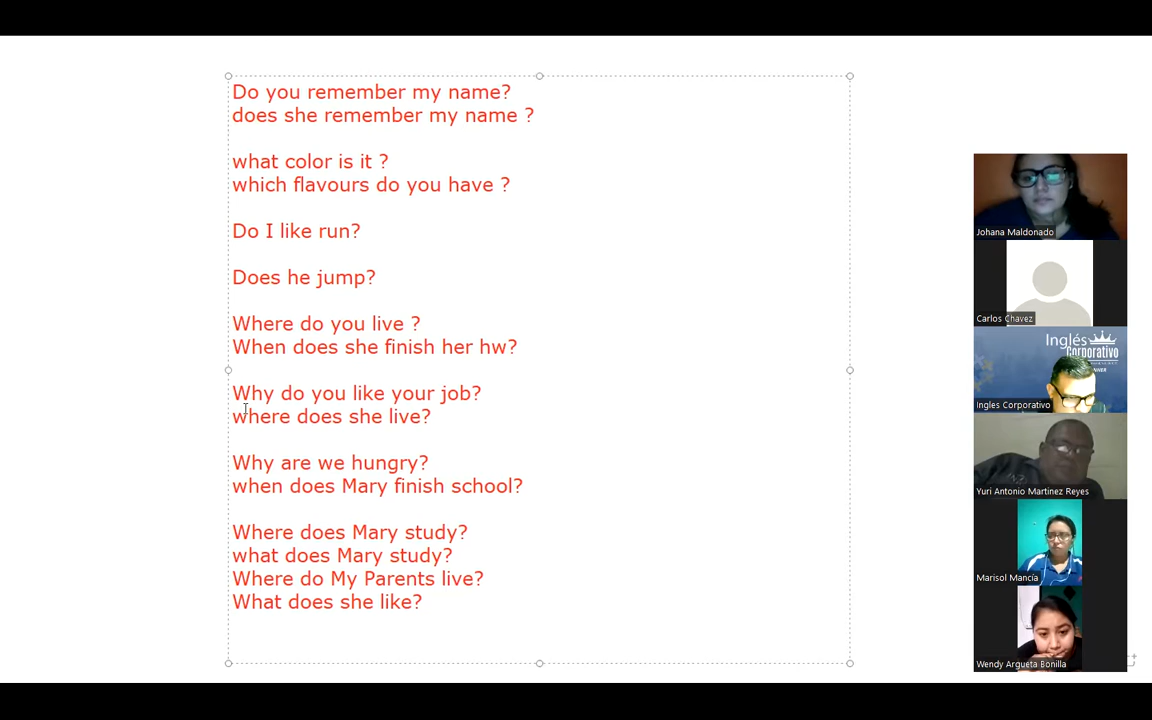 Do you remember my name?
does she remember my name ?
what color is it ?
which flavours do you have ?
Do I like run?
Does he jump?
Where do you live ?
When does she finish her hw?
Why do you like your job?
where does she live?
Why are we hungry?
when does Mary finish school?
Where does Mary study?
what does Mary study?
Where do My Parents live?
What does she like?
Johana Maldonado
Carlos Chavez
Inglés
Corporativo
Ingles Corporativo
Yuri Antonio Martinez Reyes
Marisol Mancía
Wendy Argueta Bonilla